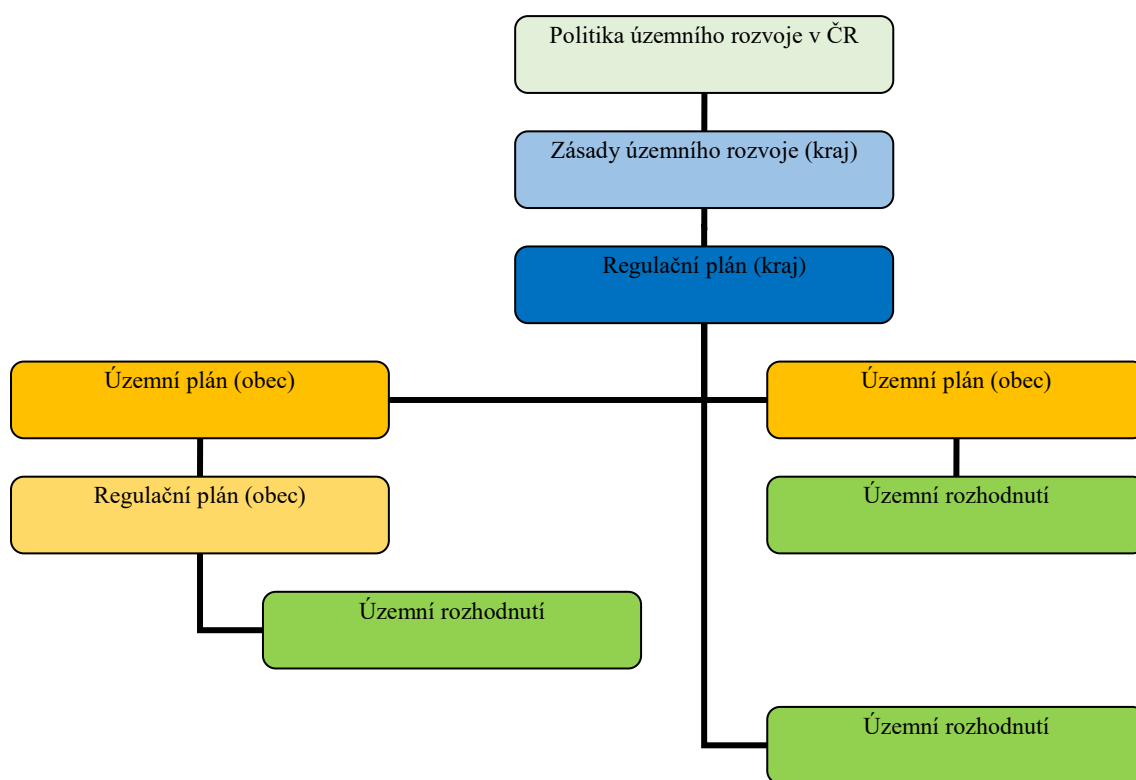 Politika územního rozvoje v ČR
Zásady územního rozvoje (kraj)
Regulační plán (kraj)
Územní plán (obec)
Územní plán (obec)
Regulační plán (obec)
Územní rozhodnutí
Územní rozhodnutí
Územní rozhodnutí